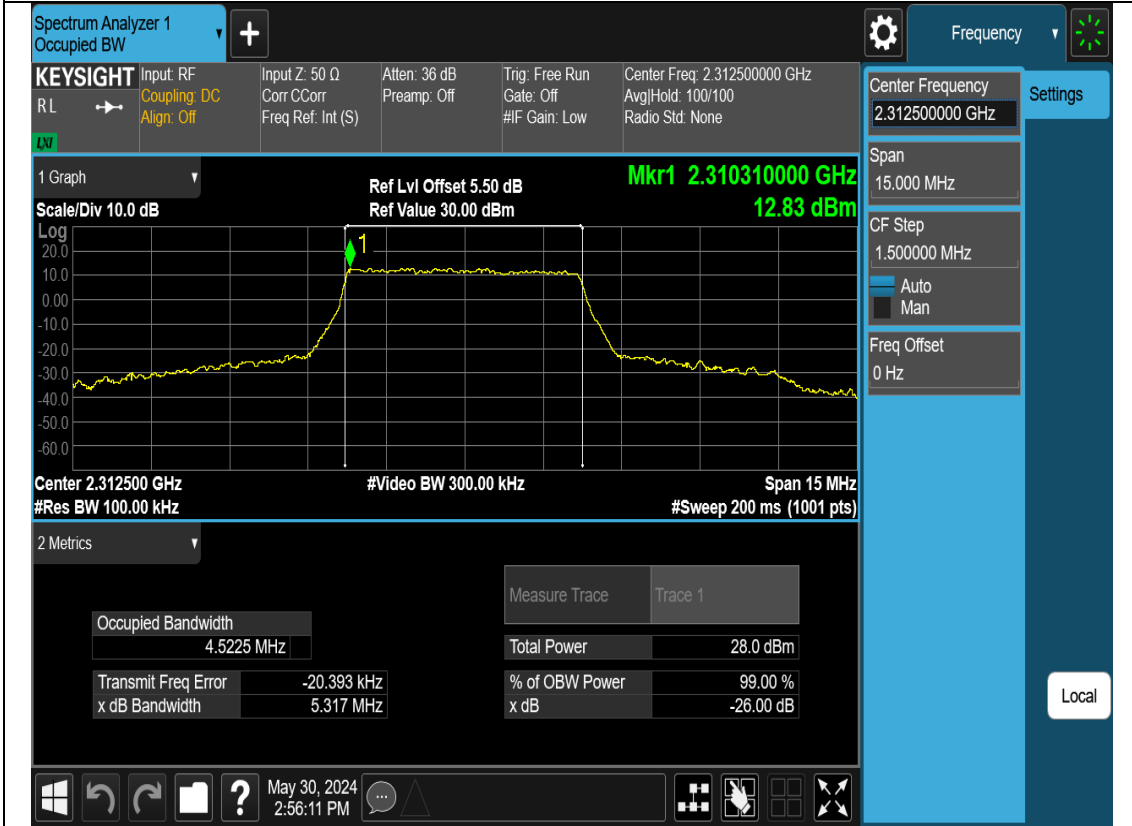 Spectrum Analyzer 1
Occupied BW
Frequency
KEYSIGHT
RL
LXI
Input: RF
Coupling: DC
Align: Off
Input Z: 50 Ω
Corr CCorr
Freq Ref: Int (S)
Atten: 36 dB
Preamp: Off
Trig: Free Run
Gate: Off
#IF Gain: Low
Center Freq: 2.312500000 GHz
Avg|Hold: 100/100
Radio Std: None
Center Frequency
2.312500000 GHz
Settings
Span
15.000 MHz
CF Step
1.500000 MHz
Auto
Man
Freq Offset
0 Hz
Local
1 Graph
Scale/Div 10.0 dB
Ref Lvl Offset 5.50 dB
Ref Value 30.00 dBm
Mkr1 2.310310000 GHz
12.83 dBm
Log
1
20.0
10.0
0.00
-10.0
-20.0
-30.0
-40.0
-50.0
-60.0
Center 2.312500 GHz
#Video BW 300.00 kHz
Span 15 MHz
#Res BW 100.00 kHz
#Sweep 200 ms (1001 pts)
2 Metrics
Measure Trace
Trace 1
Occupied Bandwidth
4.5225 MHz
Total Power
28.0 dBm
Transmit Freq Error
-20.393 kHz
% of OBW Power
99.00 %
x dB Bandwidth
5.317 MHz
x dB
-26.00 dB
?
May 30, 2024
2:56:11 PM